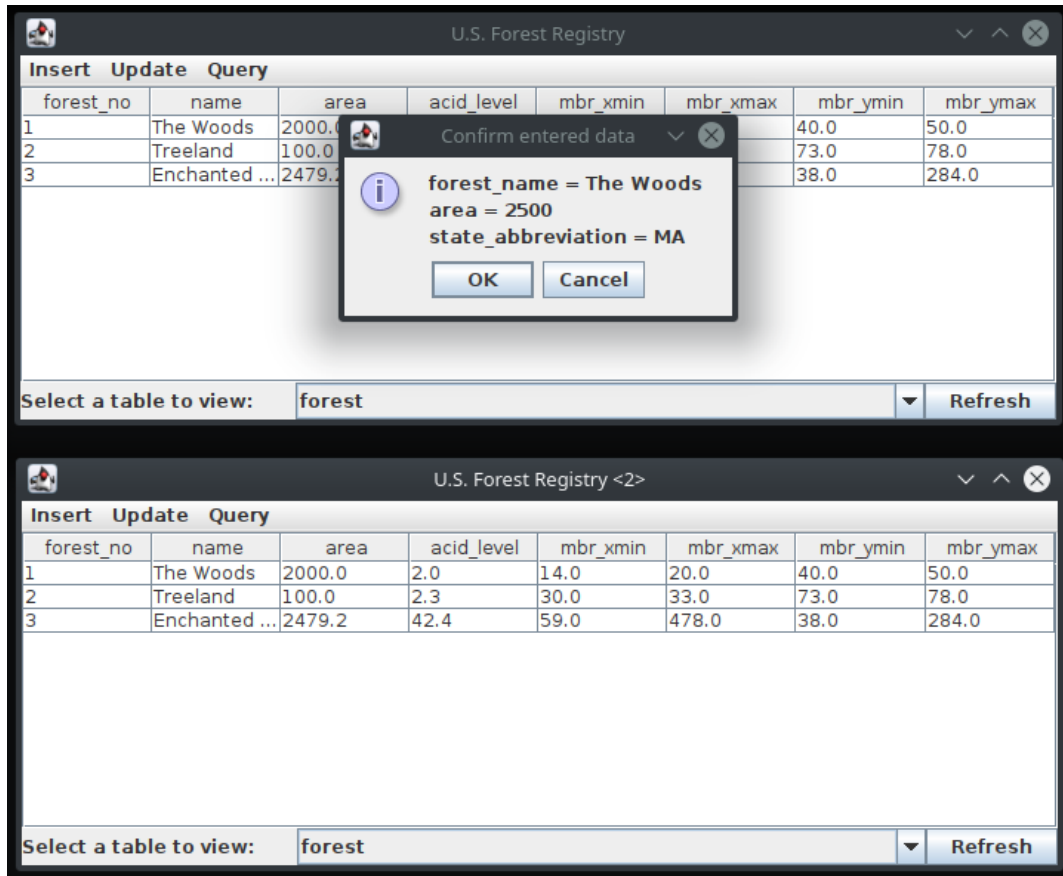 U.S. Forest Registry
Insert Update Query
forest_no name area acid_level mbr_xmin mbr_xmax mbr_ymin mbr_ymax
1 The Woods 2000.0 40.0 50.0
2 Treeland 100.0 73.0 78.0
3 Enchanted ... 2479.2 38.0 284.0
Confirm entered data
forest_name = The Woods
area = 2500
state_abbreviation = MA
OK Cancel
Select a table to view: forest Refresh
U.S. Forest Registry <2>
Insert Update Query
forest_no name area acid_level mbr_xmin mbr_xmax mbr_ymin mbr_ymax
1 The Woods 2000.0 2.0 14.0 20.0 40.0 50.0
2 Treeland 100.0 2.3 30.0 33.0 73.0 78.0
3 Enchanted ... 2479.2 42.4 59.0 478.0 38.0 284.0
Select a table to view: forest Refresh